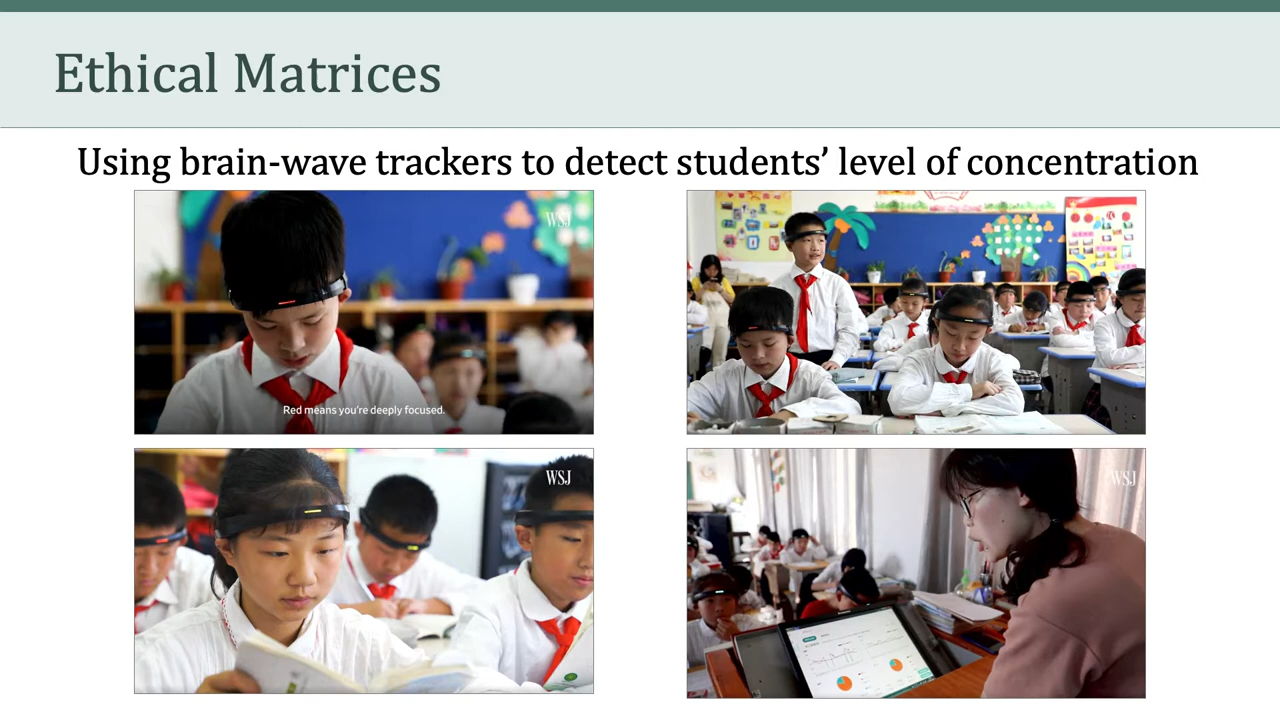 Ethical Matrices
Using brain-wave trackers to detect students’ level of concentration
WSJ
Red means you're deeply focused.
WSJ
WSJ